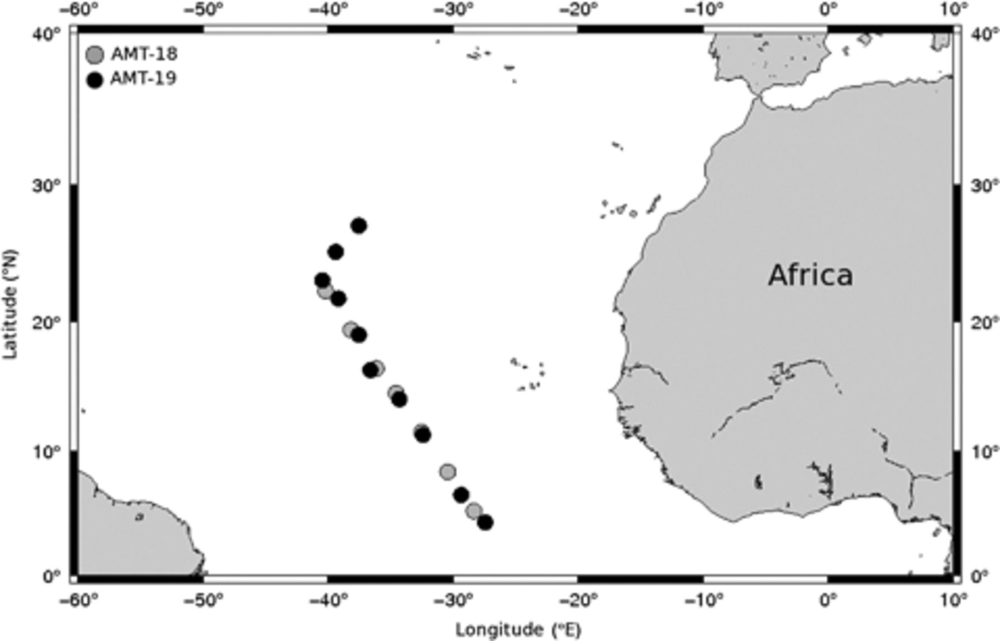 −60° −50° −40° −30° −20° −10° 0° 10°
40° 40°
AMT-18
AMT-19
30° 30°
Africa
20° 20°
Latitude (°N)
10° 10°
0° 0°
−60° −50° −40° −30° −20° −10° 0° 10°
Longitude (°E)